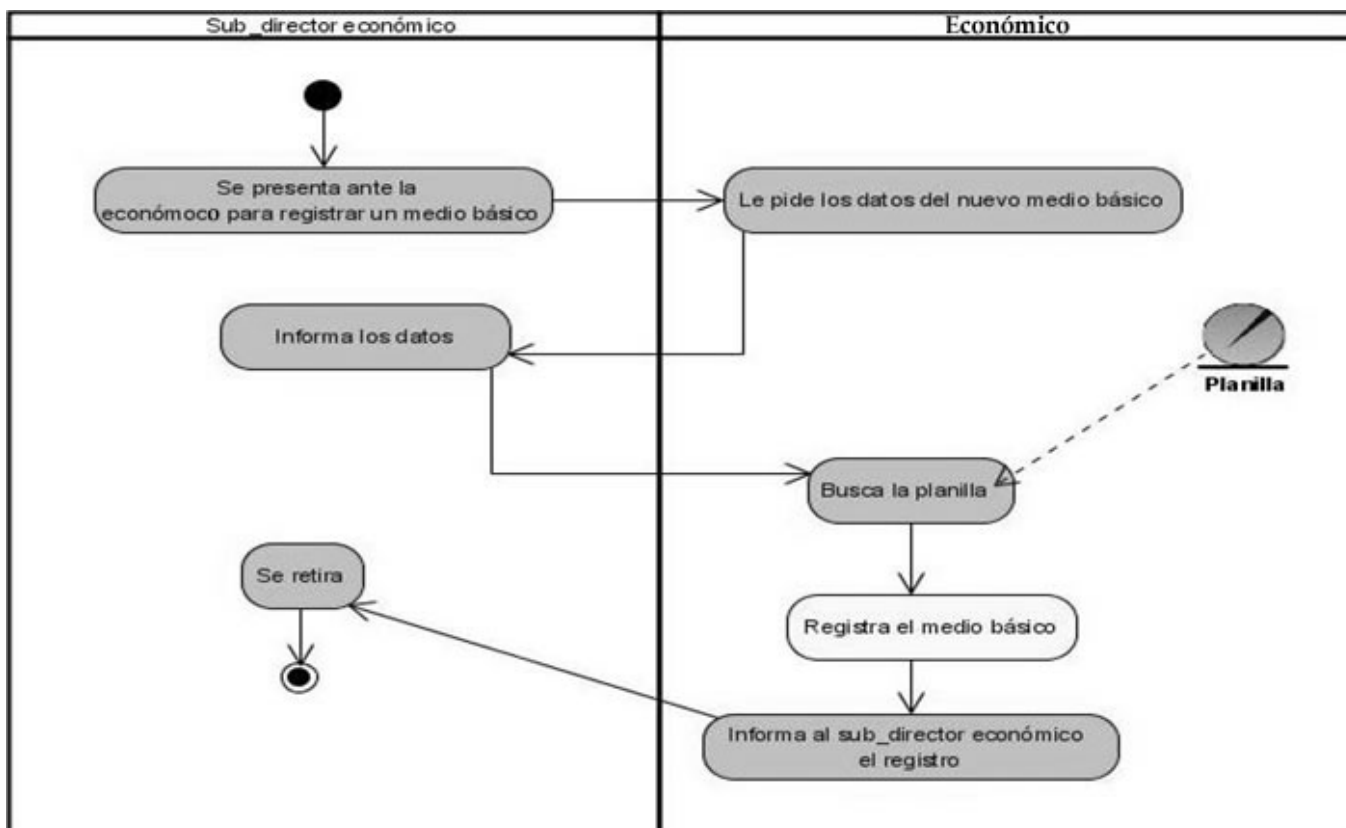 Sub_director económico
Económico
Se presenta ante la
económoco para registrar un medio básico
Le pide los datos del nuevo medio básico
Informa los datos
Planilla
Busca la planilla
Se retira
Registra el medio básico
Informa al sub_director económico
el registro